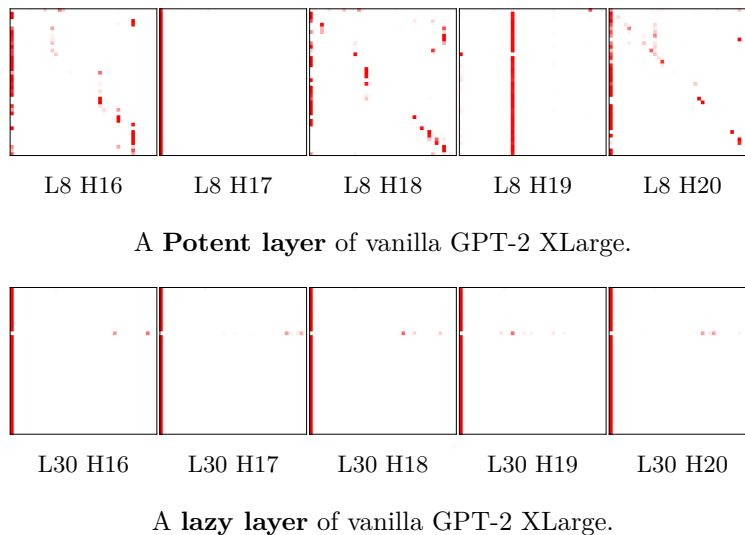 L8 H16 L8 H17 L8 H18 L8 H19 L8 H20
A Potent layer of vanilla GPT-2 XLarge.
L30 H16 L30 H17 L30 H18 L30 H19 L30 H20
A lazy layer of vanilla GPT-2 XLarge.